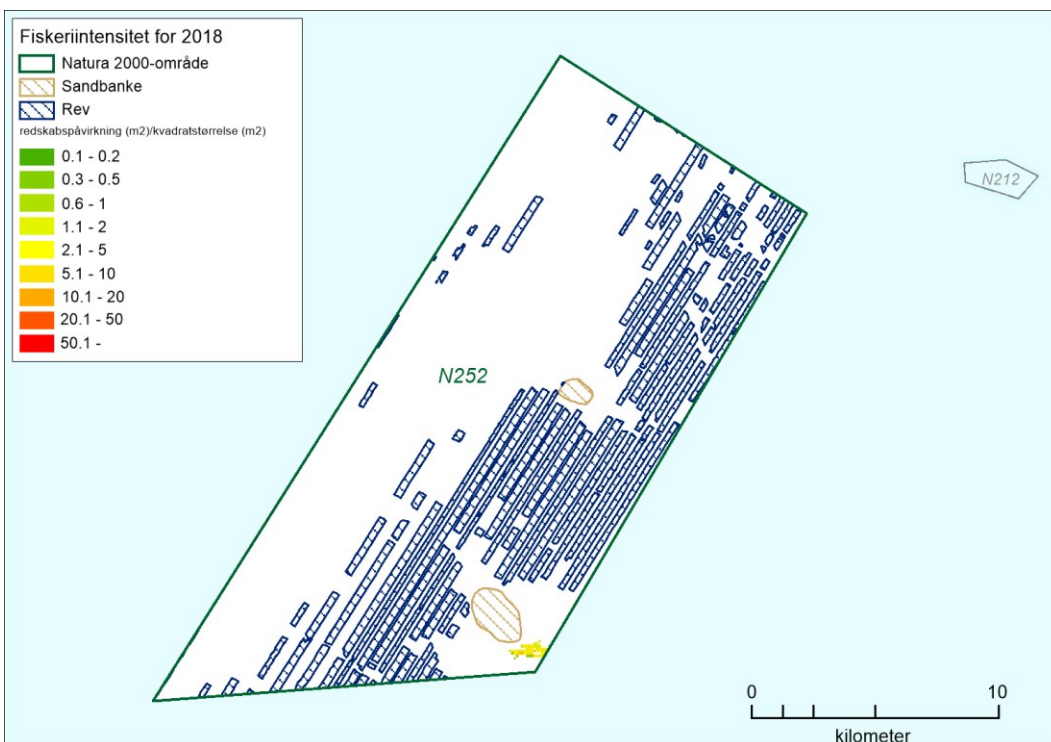 Fiskeriintensitet for 2018
Natura 2000-område
Sandbanke
Rev
redskabspåvirkning (m2)/kvadratstørrelse (m2)
0.1 - 0.2
0.3 - 0.5
0.6 - 1
1.1 - 2
2.1 - 5
5.1 - 10
10.1 - 20
20.1 - 50
50.1 -
N212
N252
0 10
kilometer